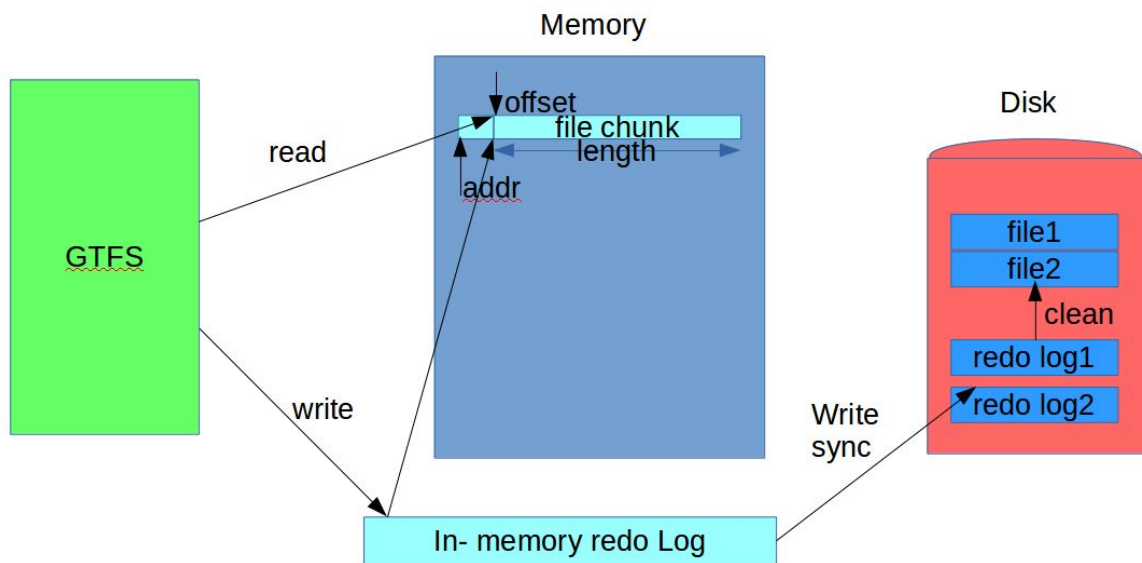 Memory
Disk
offset
file chunk
length
addr
read
GTFS
write
file1
file2
clean
redo log1
redo log2
Write
sync
In- memory redo Log